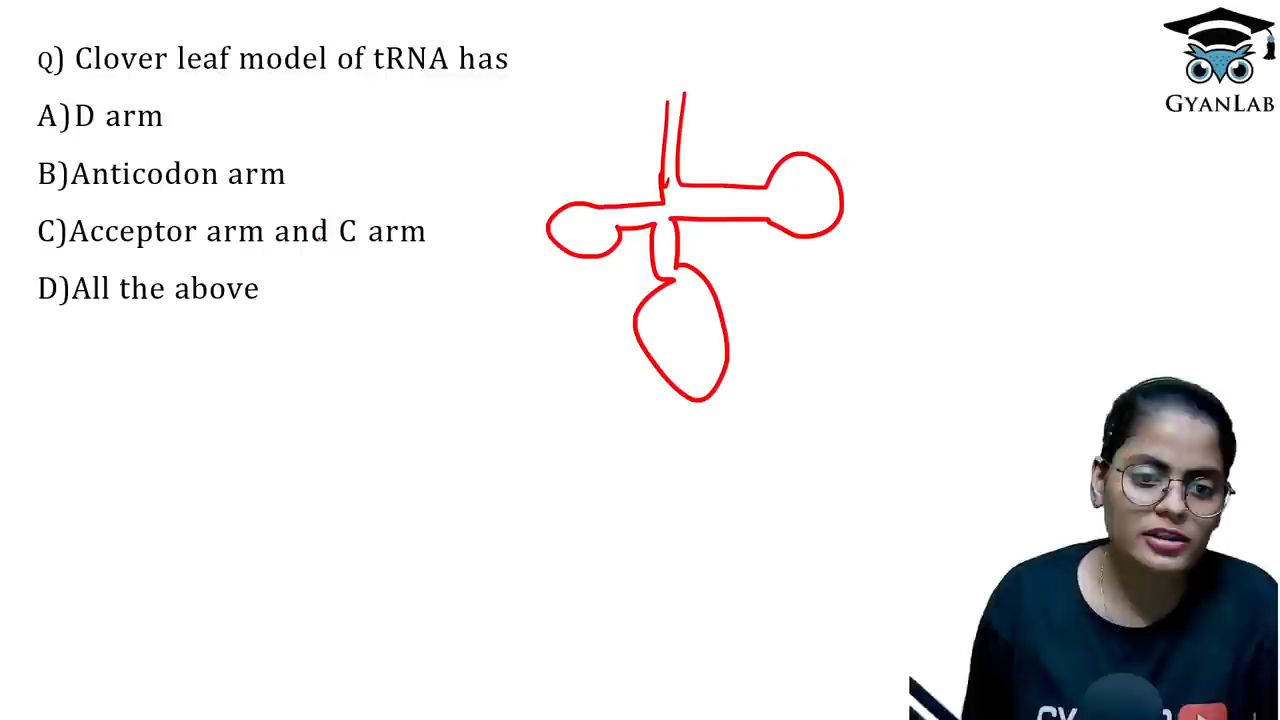 Q) Clover leaf model of tRNA has
A)D arm
B)Anticodon arm
C)Acceptor arm and C arm
D)All the above
GYANLAB